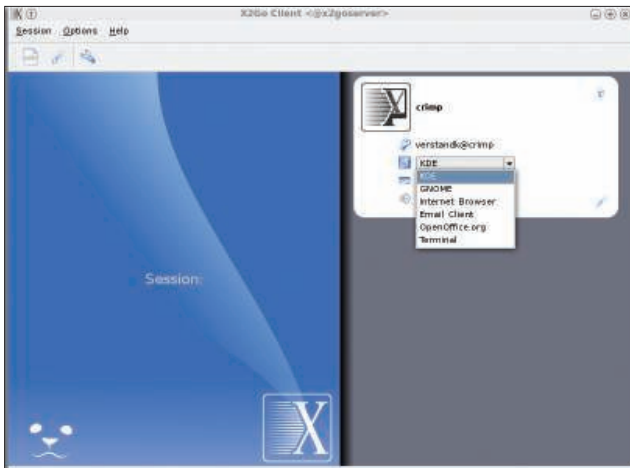 X2Go Client <@x2goserver>
Session Options Help
crimp
verstandk@crimp
KDE
KDE
GNOME
Internet Browser
Email Client
OpenOffice.org
Terminal
Session:
X